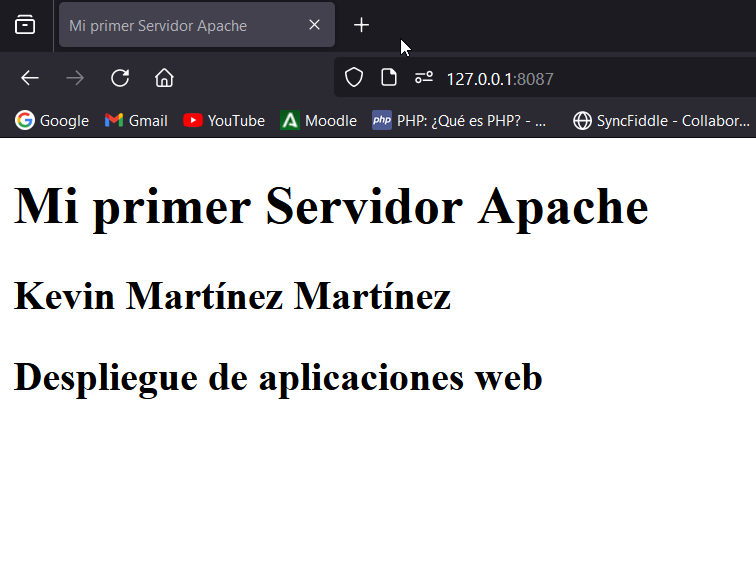 Mi primer Servidor Apache
127.0.0.1:8087
Google Gmail YouTube Moodle php PHP: ¿Qué es PHP? - ... SyncFiddle - Collabor...
Mi primer Servidor Apache
Kevin Martínez Martínez
Despliegue de aplicaciones web